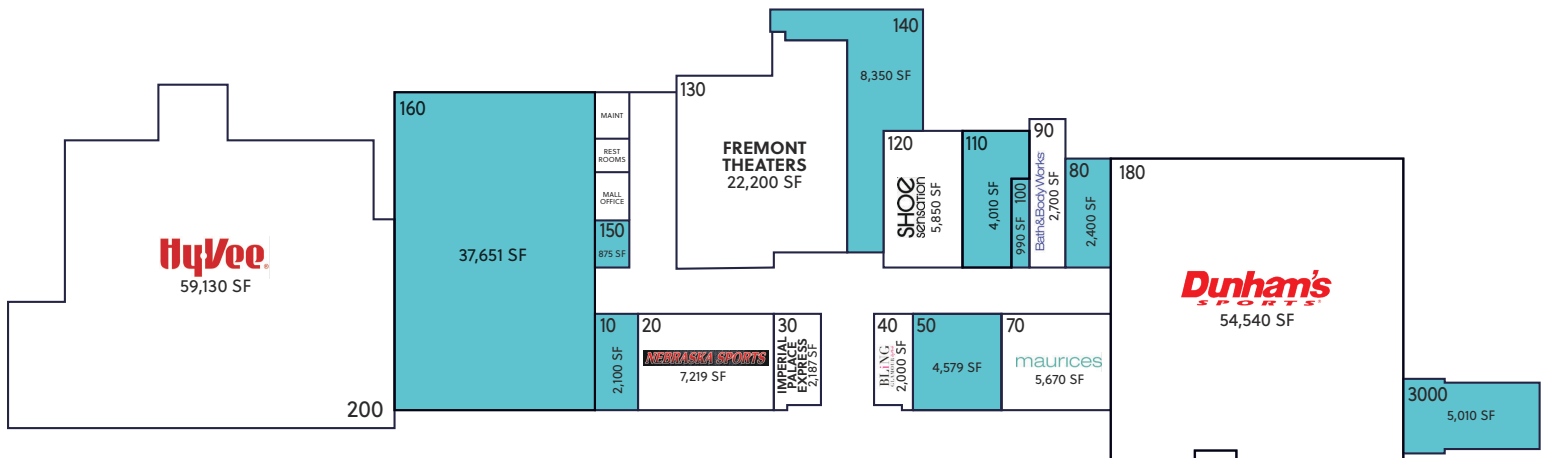 HyVee
59,130 SF
200
160
37,651 SF
MAINT
REST
ROOMS
MALL
OFFICE
150
875 SF
130
FREMONT
THEATERS
22,200 SF
140
8,350 SF
120
SHOE
sensation
5,850 SF
110
4,010 SF
100
990 SF
90
Bath&BodyWorks
2,700 SF
80
2,400 SF
180
Dunham's
SPORTS
54,540 SF
3000
5,010 SF
10
2,100 SF
20
NEBRASKA SPORTS
7,219 SF
30
IMPERIAL
PALACE
EXPRESS
2,187 SF
40
BLING
2,000 SF
50
4,579 SF
70
maurices
5,670 SF